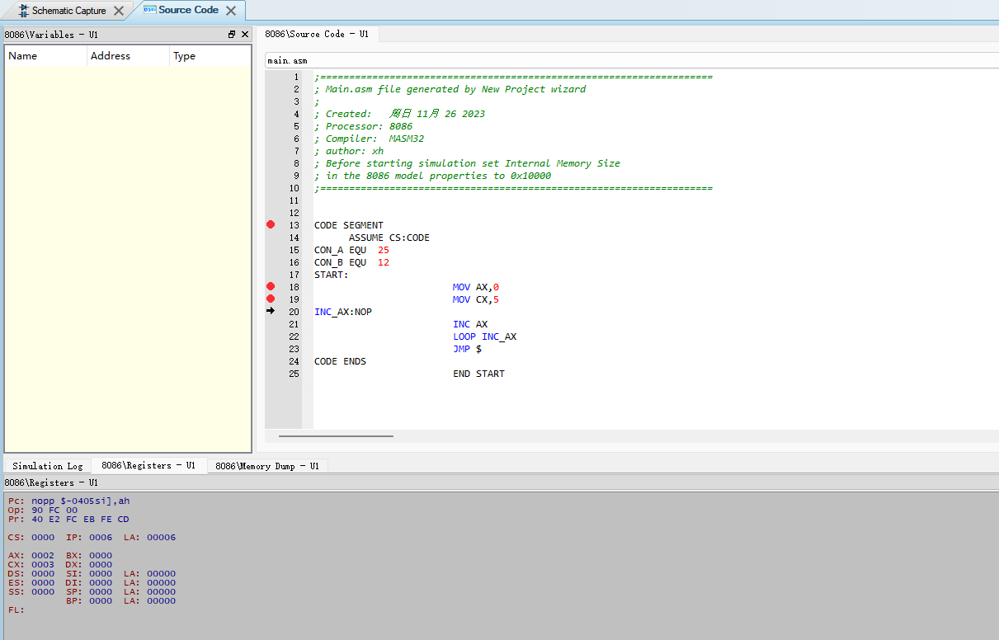 Schematic Capture Source Code
8086\Variables - U1
Name Address Type
8086\Source Code - U1
main.asm
1 ;====================================================================
2 ; Main.asm file generated by New Project wizard
3 ;
4 ; Created:   周日 11月 26 2023
5 ; Processor: 8086
6 ; Compiler:  MASM32
7 ; author: xh
8 ; Before starting simulation set Internal Memory Size
9 ; in the 8086 model properties to 0x10000
10 ;====================================================================
11
12
13 CODE SEGMENT
14       ASSUME CS:CODE
15 CON_A EQU  25
16 CON_B EQU  12
17 START:
18                         MOV AX,0
19                         MOV CX,5
20 INC_AX:NOP
21                         INC AX
22                         LOOP INC_AX
23                         JMP $
24 CODE ENDS
25                         END START
Simulation Log 8086\Registers - U1 8086\Memory Dump - U1
8086\Registers - U1
Pc: nopp $-0405si],ah
Op: 90 FC 00
Pr: 40 E2 FC EB FE CD
CS: 0000  IP: 0006  LA: 00006
AX: 0002  BX: 0000
CX: 0003  DX: 0000
DS: 0000  SI: 0000  LA: 00000
ES: 0000  DI: 0000  LA: 00000
SS: 0000  SP: 0000  LA: 00000
BP: 0000  LA: 00000
FL: